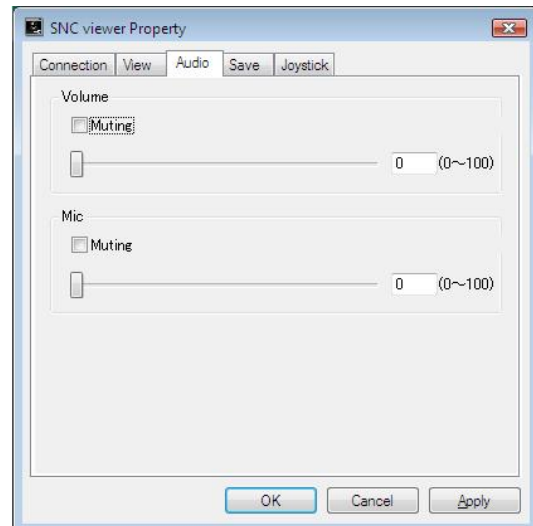 SNC viewer Property
Connection View Audio Save Joystick
Volume
Muting
0 (0～100)
Mic
Muting
0 (0～100)
OK Cancel Apply